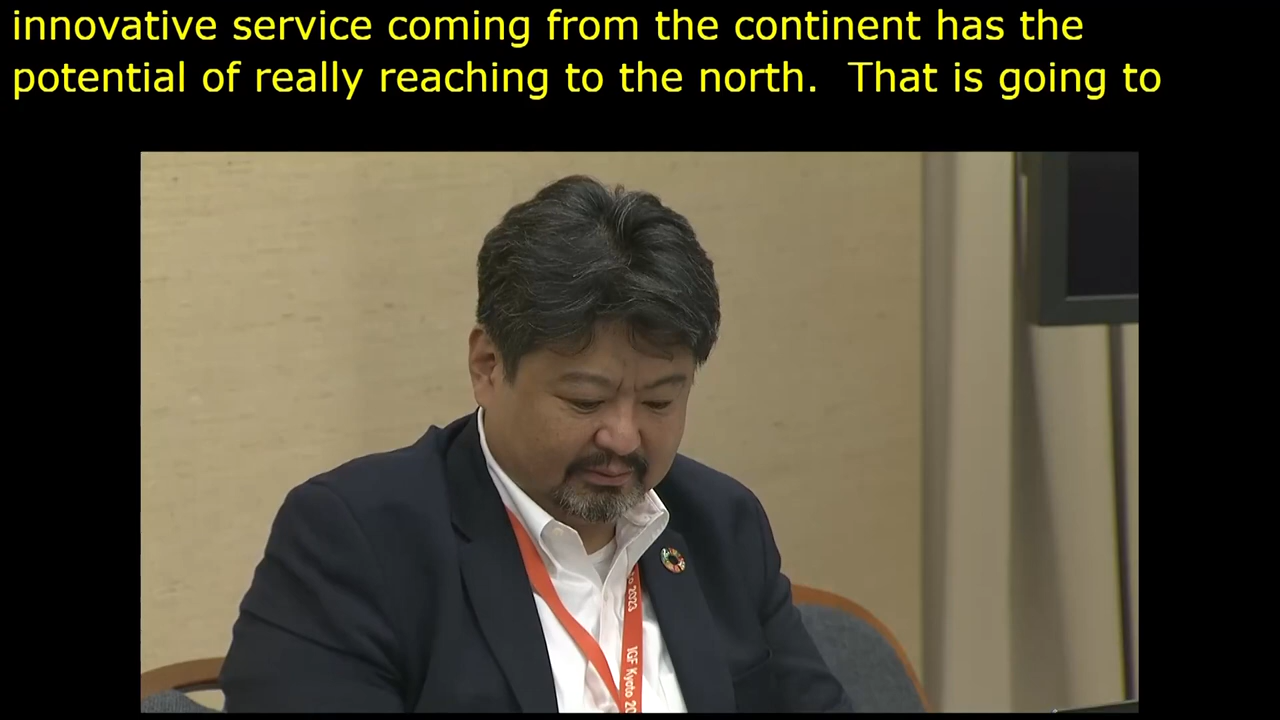 innovative service coming from the continent has the
potential of really reaching to the north.  That is going to
2023
IGF Kyoto 20